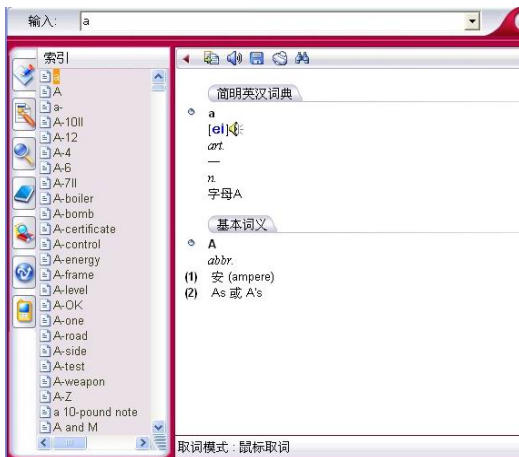 输入: a
索引
a
A
a-
A-10II
A-12
A-4
A-6
A-7II
A-boiler
A-bomb
A-certificate
A-control
A-energy
A-frame
A-level
A-OK
A-one
A-road
A-side
A-test
A-weapon
A-Z
a 10-pound note
A and M
简明英汉词典
a
[ei]
art.
一
n.
字母A
基本词义
A
abbr.
(1) 安 (ampere)
(2) As 或 A's
取词模式 : 鼠标取词